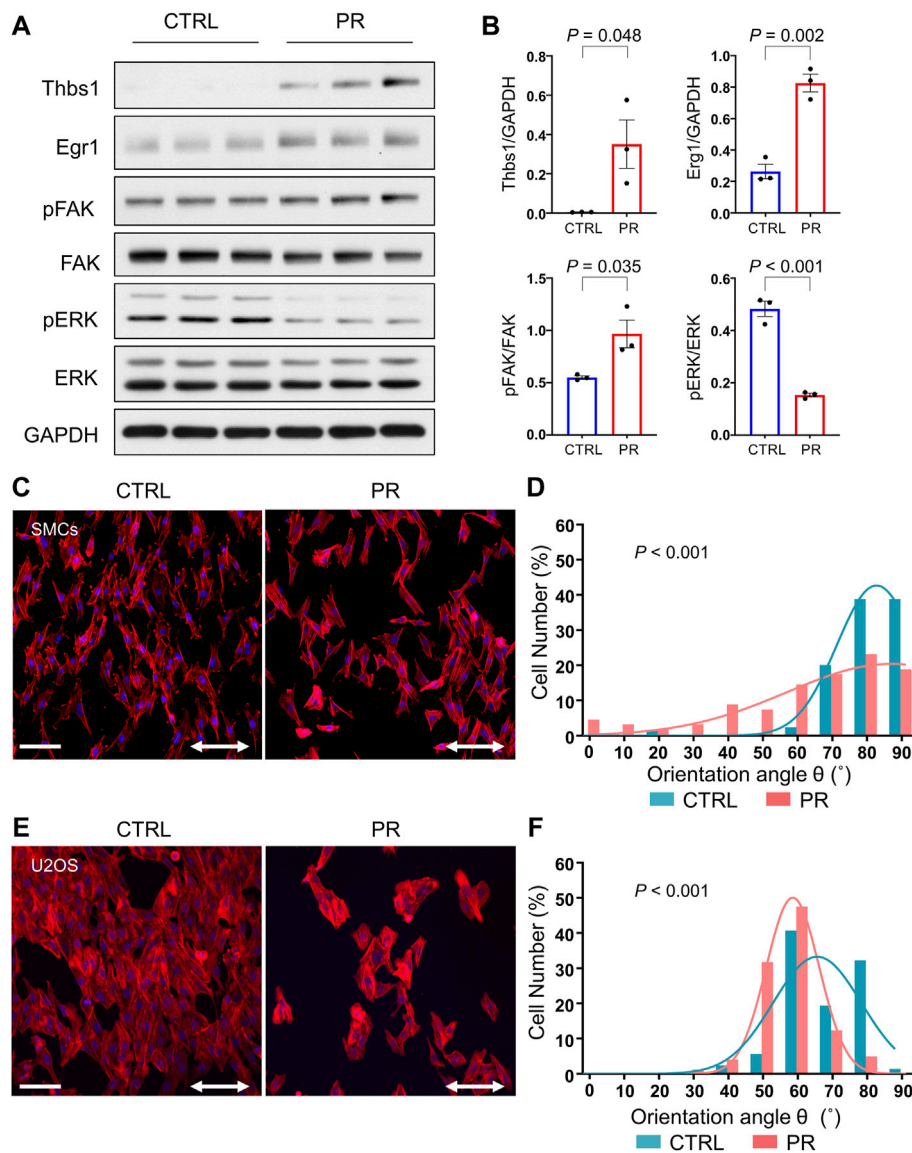 A
CTRL PR
Thbs1
Egr1
pFAK
FAK
pERK
ERK
GAPDH
B
P = 0.048
Thbs1/GAPDH
0.8
0.6
0.4
0.2
0.0
CTRL PR
P = 0.002
Erg1/GAPDH
1.0
0.8
0.6
0.4
0.2
0.0
CTRL PR
P = 0.035
pFAK/FAK
1.5
1.0
0.5
0.0
CTRL PR
P < 0.001
pERK/ERK
0.6
0.4
0.2
0.0
CTRL PR
C
CTRL PR
SMCs
D
P < 0.001
Cell Number (%)
60
50
40
30
20
10
0
0 10 20 30 40 50 60 70 80 90
Orientation angle θ (°)
CTRL PR
E
CTRL PR
U2OS
F
P < 0.001
Cell Number (%)
60
50
40
30
20
10
0
0 10 20 30 40 50 60 70 80 90
Orientation angle θ (°)
CTRL PR